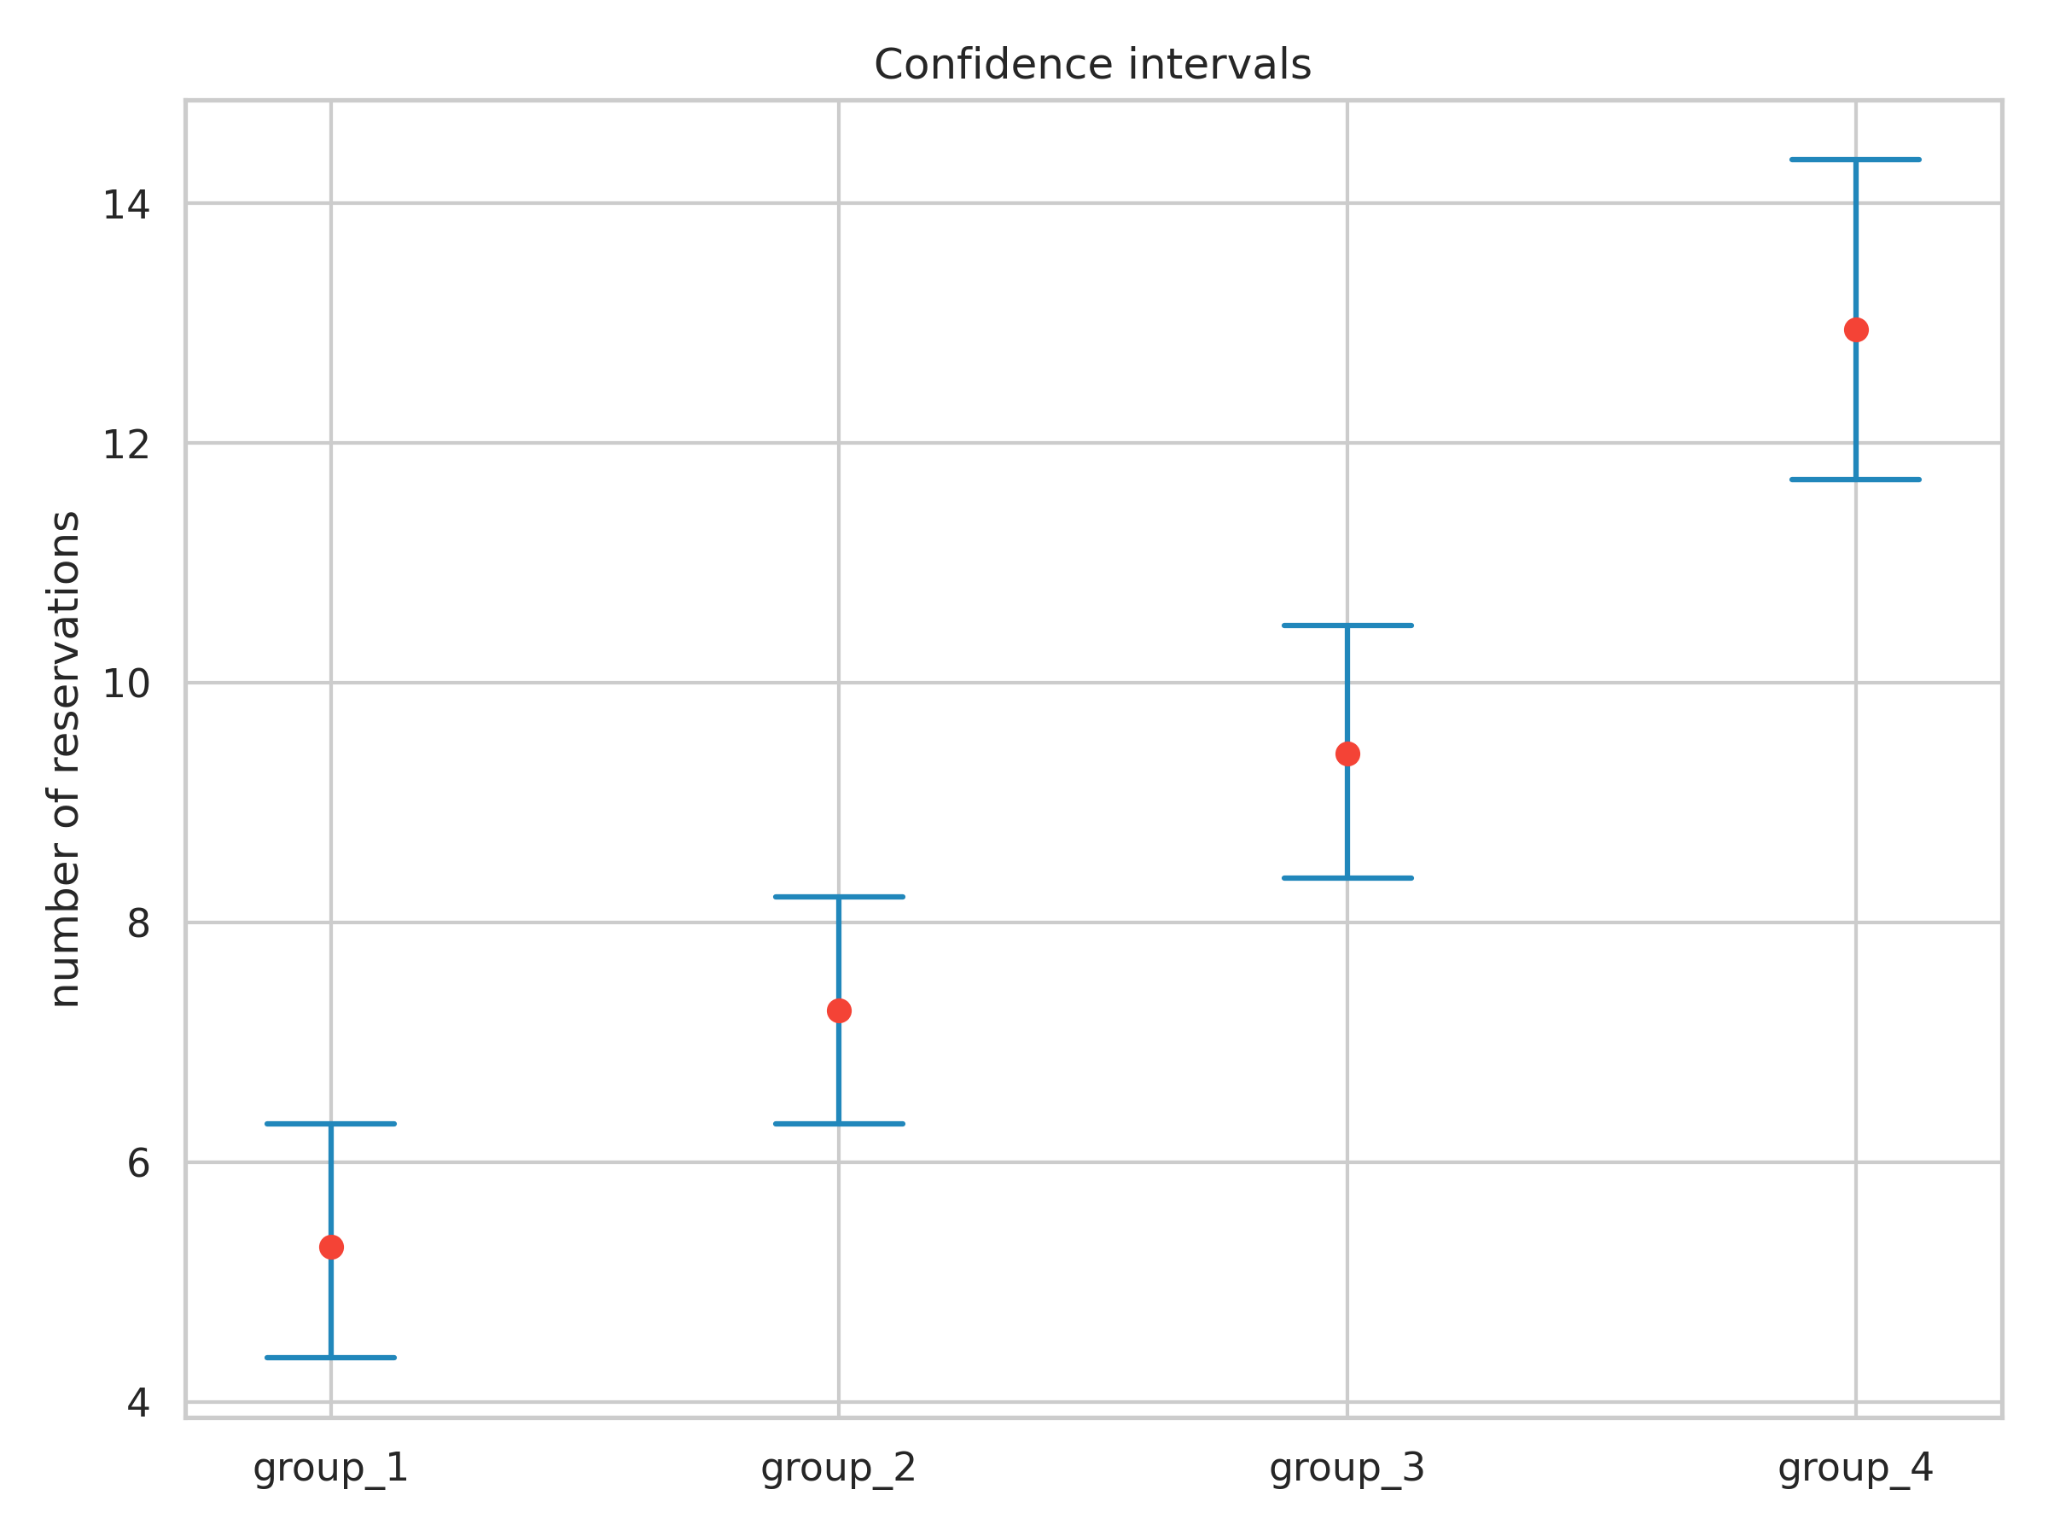 Confidence intervals
number of reservations
14
12
10
8
6
4
group_1
group_2
group_3
group_4